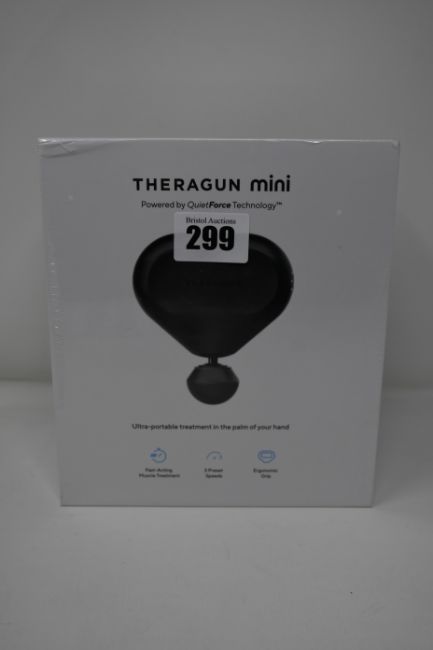 THERAGUN mini
Powered by QuietForce Technology™
Bristol Auctions
299
THERAGUN
Ultra-portable treatment in the palm of your hand
Fast-Acting
Muscle Treatment
3 Preset
Speeds
Ergonomic
Grip